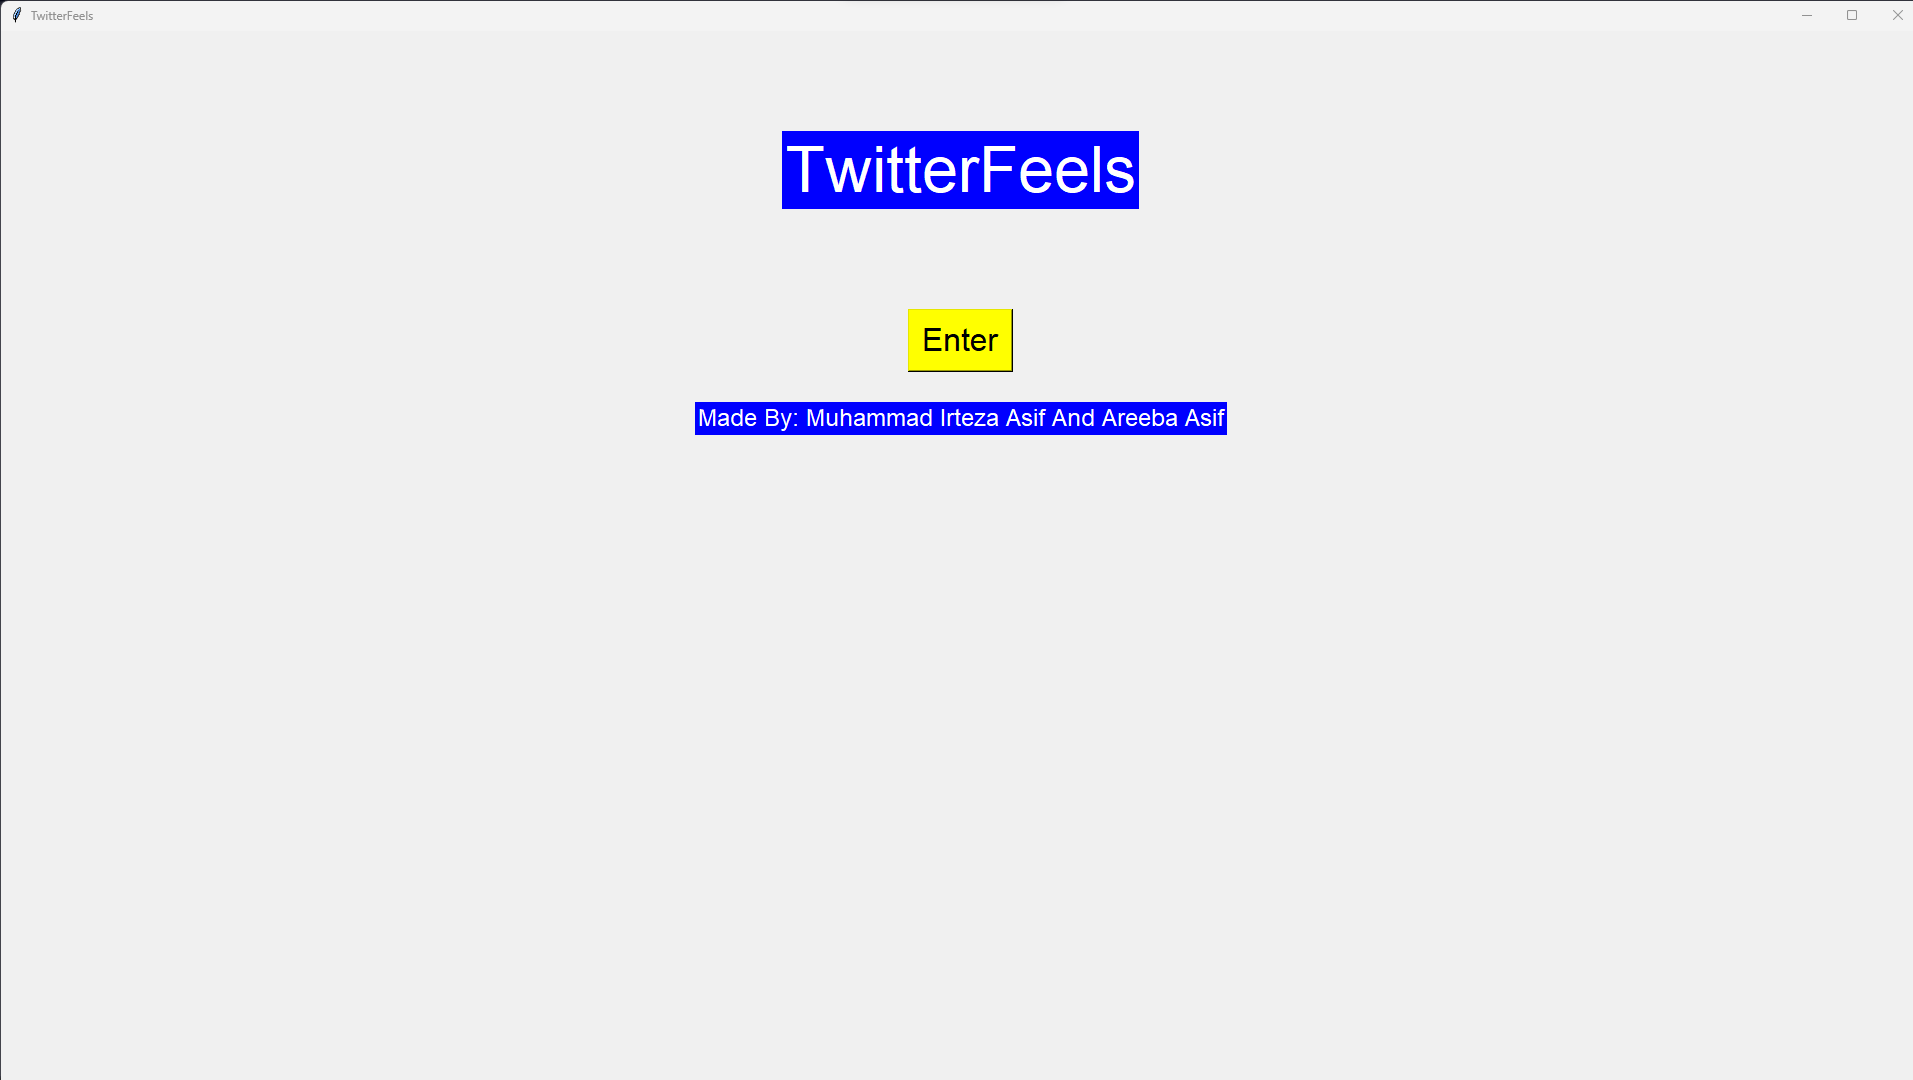 TwitterFeels
TwitterFeels
Enter
Made By: Muhammad Irteza Asif And Areeba Asif